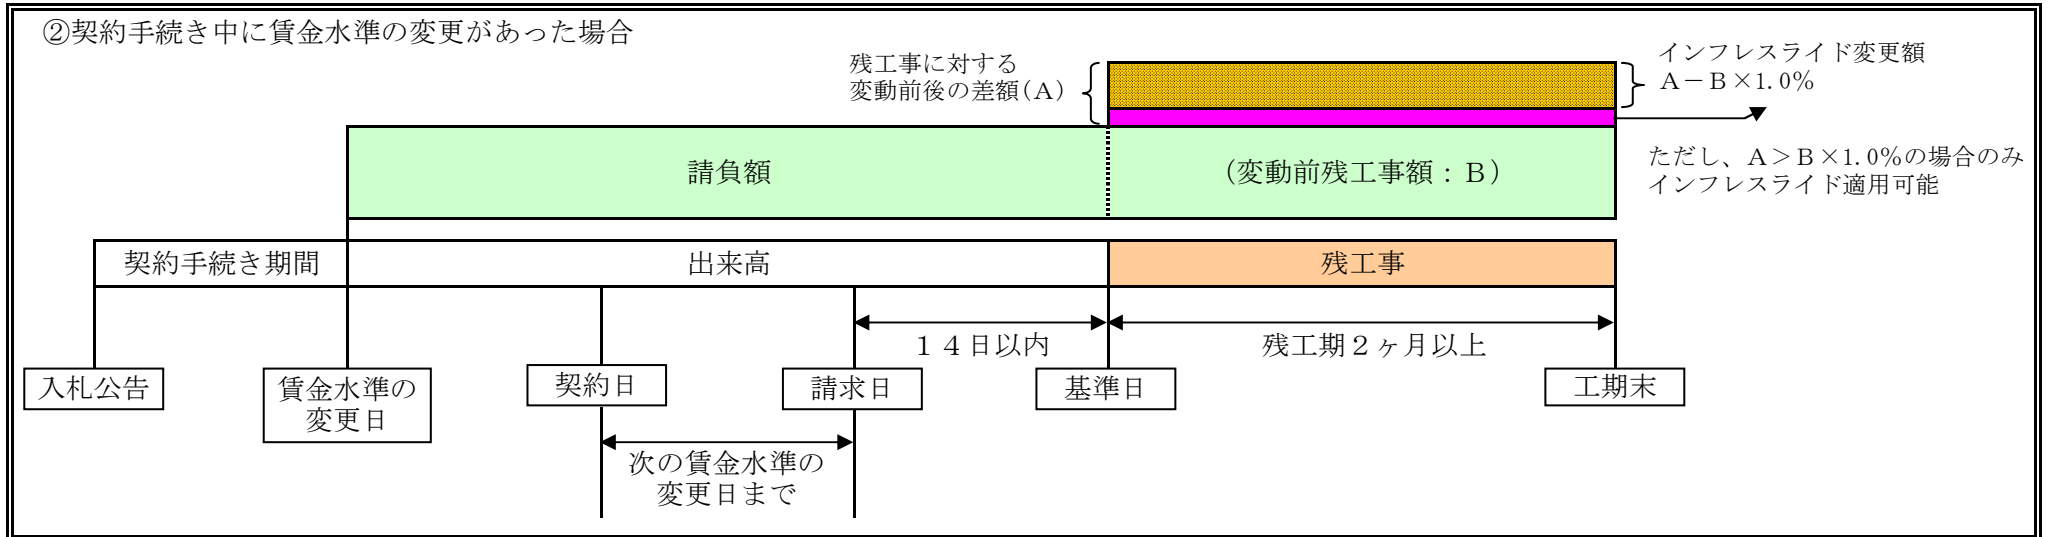 ②契約手続き中に賃金水準の変更があった場合
残工事に対する
変動前後の差額(A)
インフレスライド変更額
A－B×1.0%
請負額
(変動前残工事額：B)
ただし、A＞B×1.0%の場合のみ
インフレスライド適用可能
契約手続き期間
出来高
残工事
１４日以内
残工期２ヶ月以上
入札公告
賃金水準の
変更日
契約日
請求日
基準日
工期末
次の賃金水準の
変更日まで